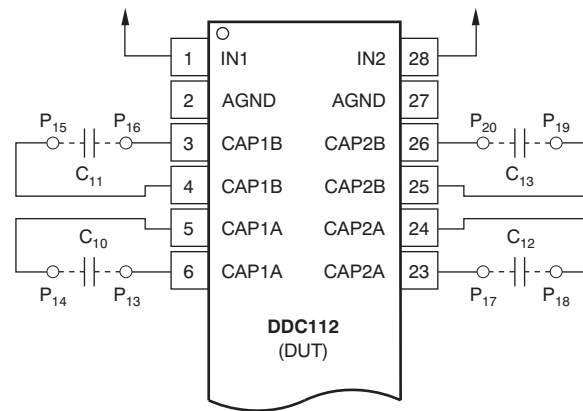 1 IN1 IN2 28
2 AGND AGND 27
P15 P16 3 CAP1B CAP2B 26 P20 P19
C11 4 CAP1B CAP2B 25 C13
5 CAP1A CAP2A 24
C10 C12
P14 P13 6 CAP1A CAP2A 23 P17 P18
DDC112
(DUT)